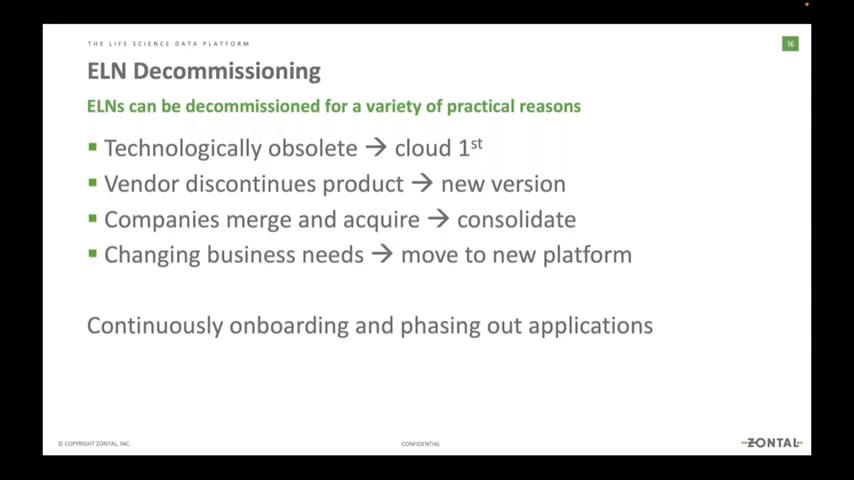 THE LIFE SCIENCE DATA PLATFORM
16
ELN Decommissioning
ELNs can be decommissioned for a variety of practical reasons
▪ Technologically obsolete → cloud 1st
▪ Vendor discontinues product → new version
▪ Companies merge and acquire → consolidate
▪ Changing business needs → move to new platform
Continuously onboarding and phasing out applications
© COPYRIGHT ZONTAL, INC.
CONFIDENTIAL
ZONTAL